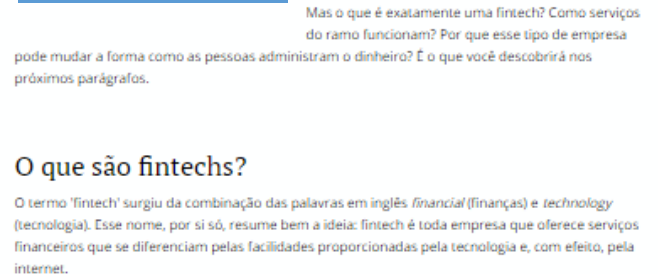 Mas o que é exatamente uma fintech? Como serviços
do ramo funcionam? Por que esse tipo de empresa
pode mudar a forma como as pessoas administram o dinheiro? É o que você descobrirá nos
próximos parágrafos.
O que são fintechs?
O termo 'fintech' surgiu da combinação das palavras em inglês financial (finanças) e technology
(tecnologia). Esse nome, por si só, resume bem a ideia: fintech é toda empresa que oferece serviços
financeiros que se diferenciam pelas facilidades proporcionadas pela tecnologia e, com efeito, pela
internet.